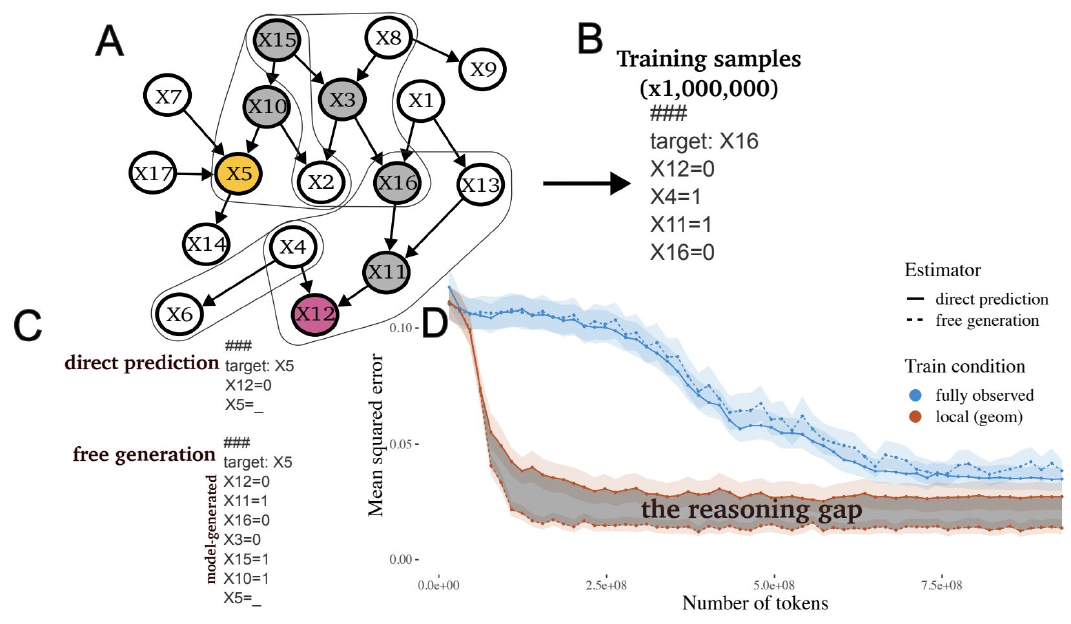 A
X15
X8
X9
X7
X10
X3
X1
X17
X5
X2
X16
X13
X14
X4
X11
X6
X12
B
Training samples
(x1,000,000)
###
target: X16
X12=0
X4=1
X11=1
X16=0
C
direct prediction
###
target: X5
X12=0
X5=_
free generation
###
target: X5
X12=0
X11=1
X16=0
X3=0
X15=1
X10=1
X5=_
model-generated
D
Estimator
direct prediction
free generation
Train condition
fully observed
local (geom)
Mean squared error
0.10
0.05
0.00
the reasoning gap
0.0e+00
2.5e+08
5.0e+08
7.5e+08
Number of tokens